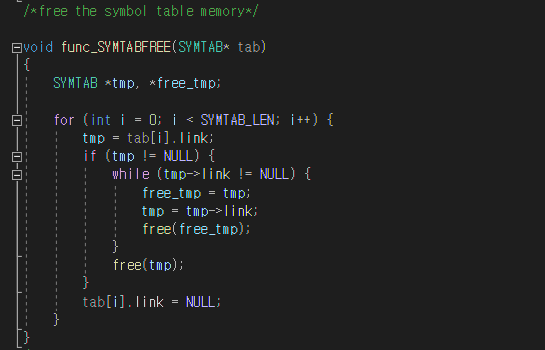 /*free the symbol table memory*/
void func_SYMTABFREE(SYMTAB* tab)
{
SYMTAB *tmp, *free_tmp;
for (int i = 0; i < SYMTAB_LEN; i++) {
tmp = tab[i].link;
if (tmp != NULL) {
while (tmp->link != NULL) {
free_tmp = tmp;
tmp = tmp->link;
free(free_tmp);
}
free(tmp);
}
tab[i].link = NULL;
}
}